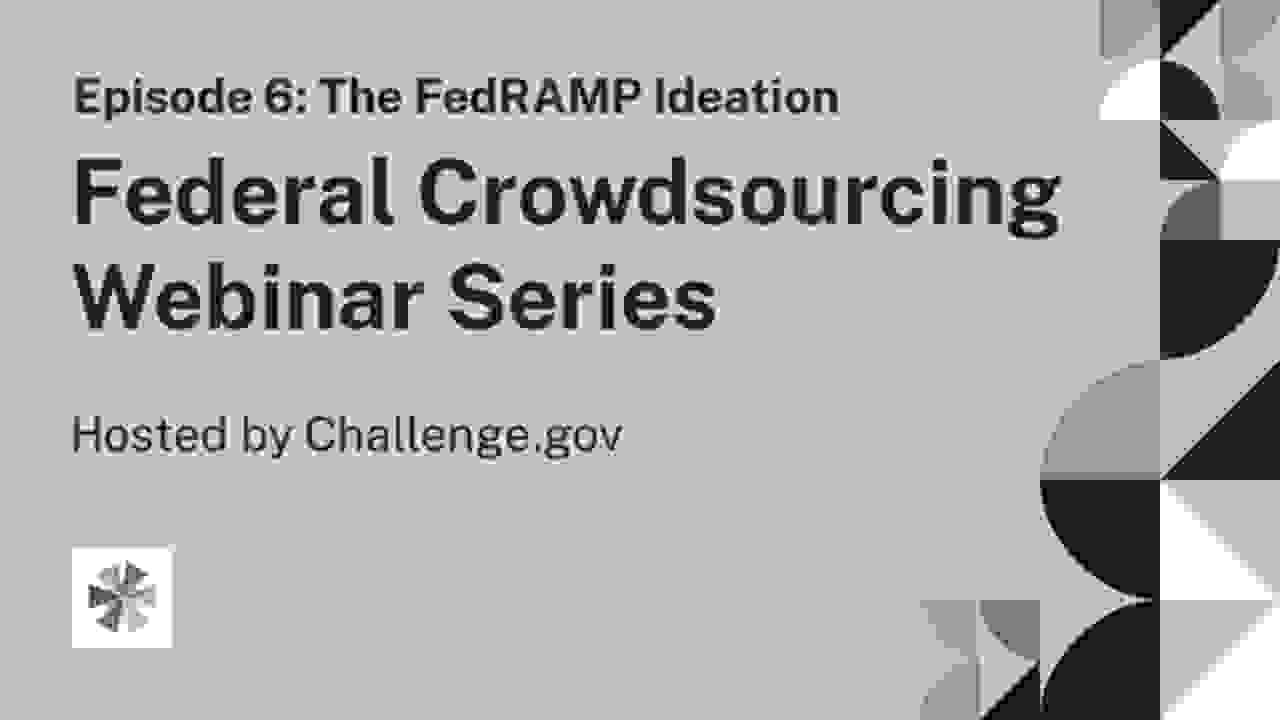 Episode 6: The FedRAMP Ideation
Federal Crowdsourcing
Webinar Series
Hosted by Challenge.gov